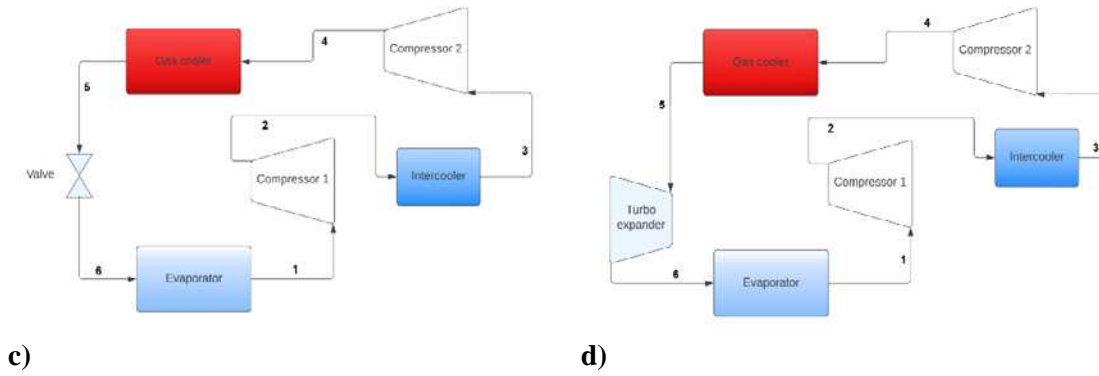 4
Compressor 2
Gas cooler
5
2
3
Valve
Compressor 1
Intercooler
6
Evaporator
1
c)
4
Compressor 2
Gas cooler
5
2
3
Intercooler
Compressor 1
Turbo
expander
6
Evaporator
1
d)